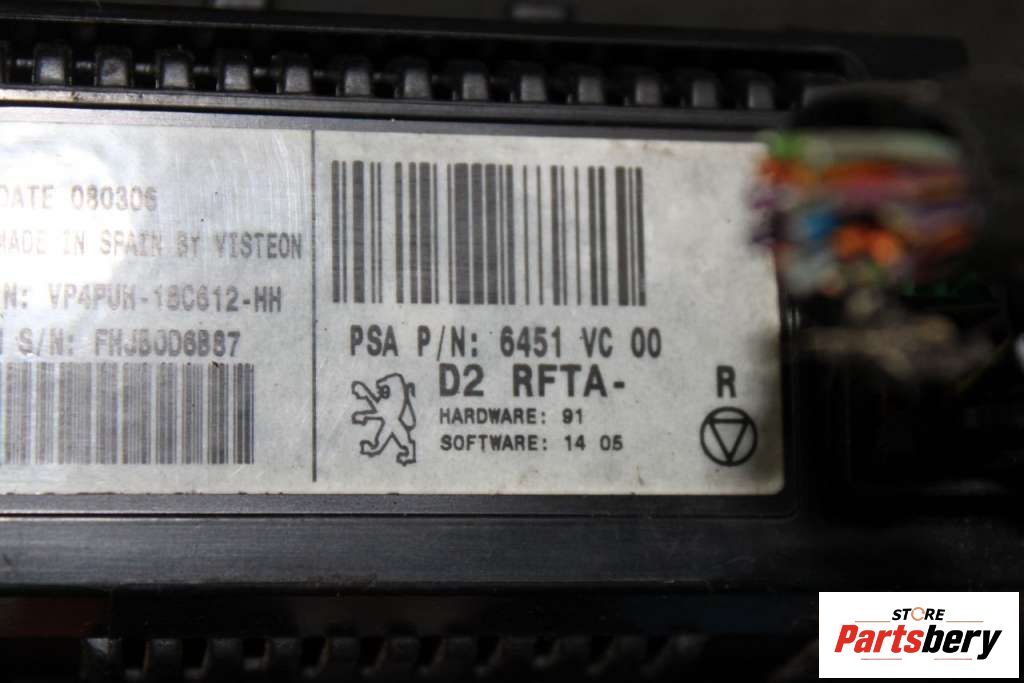 DATE 080306
MADE IN SPAIN BY VISTEON
N: VP4PUH-18C612-HH
S/N: FHJB0D6B87
PSA P/N: 6451 VC 00
D2 RFTA- R
HARDWARE: 91
SOFTWARE: 14 05
STORE
Partsbery